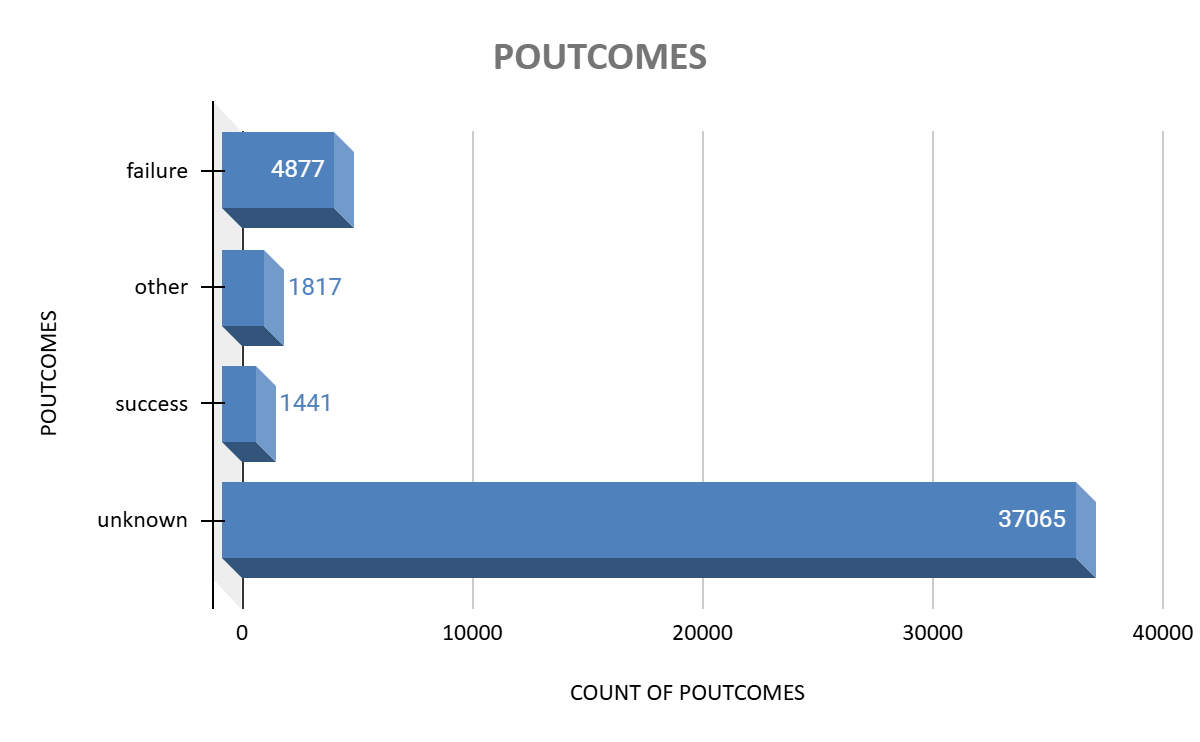 POUTCOMES
failure
4877
other
1817
success
1441
unknown
37065
POUTCOMES
0 10000 20000 30000 40000
COUNT OF POUTCOMES